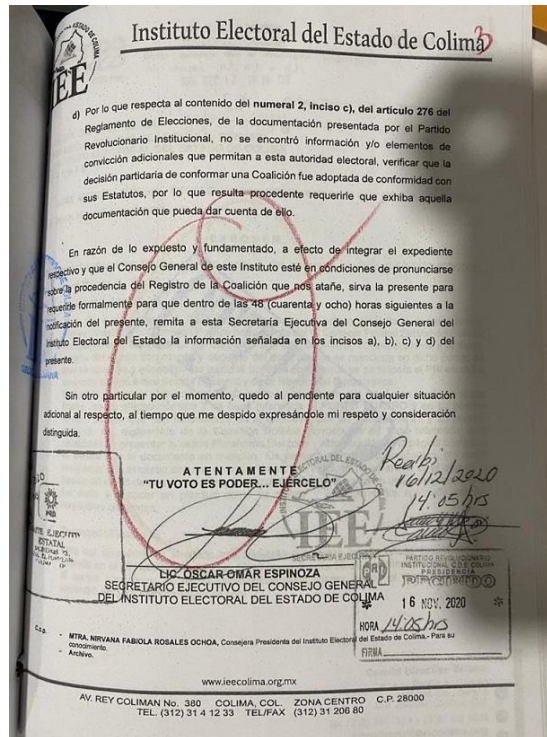 Instituto Electoral del Estado de Colima
3
IEE
d) Por lo que respecta al contenido del numeral 2, inciso c), del artículo 276 del
Reglamento de Elecciones, de la documentación presentada por el Partido
Revolucionario Institucional, no se encontró información y/o elementos de
convicción adicionales que permitan a esta autoridad electoral, verificar que la
decisión partidaria de conformar una Coalición fue adoptada de conformidad con
sus Estatutos, por lo que resulta procedente requerirle que exhiba aquella
documentación que pueda dar cuenta de ello.
En razón de lo expuesto y fundamentado, a efecto de integrar el expediente
respectivo y que el Consejo General de este Instituto esté en condiciones de pronunciarse
sobre la procedencia del Registro de la Coalición que nos atañe, sirva la presente para
requerirle formalmente para que dentro de las 48 (cuarenta y ocho) horas siguientes a la
notificación del presente, remita a esta Secretaría Ejecutiva del Consejo General del
Instituto Electoral del Estado la información señalada en los incisos a), b), c) y d) del
presente.
Sin otro particular por el momento, quedo al pendiente para cualquier situación
adicional al respecto, al tiempo que me despido expresándole mi respeto y consideración
distinguida.
Recibí
16/12/2020
14:05 hrs
ATENTAMENTE
"TU VOTO ES PODER... EJÉRCELO"
IEE
SECRETARIA EJECUTIVA
LIC. OSCAR OMAR ESPINOZA
SECRETARIO EJECUTIVO DEL CONSEJO GENERAL
DEL INSTITUTO ELECTORAL DEL ESTADO DE COLIMA
PARTIDO REVOLUCIONARIO
INSTITUCIONAL C.D.E. COLIMA
PRESIDENCIA
RECIBIDO
16 NOV. 2020
HORA 14:05 hrs
FIRMA
C.c.p.
- MTRA. NIRVANA FABIOLA ROSALES OCHOA, Consejera Presidenta del Instituto Electoral del Estado de Colima.- Para su
conocimiento.
- Archivo.
www.ieecolima.org.mx
AV. REY COLIMAN No. 380 COLIMA, COL. ZONA CENTRO C.P. 28000
TEL. (312) 31 4 12 33 TEL/FAX (312) 31 206 80